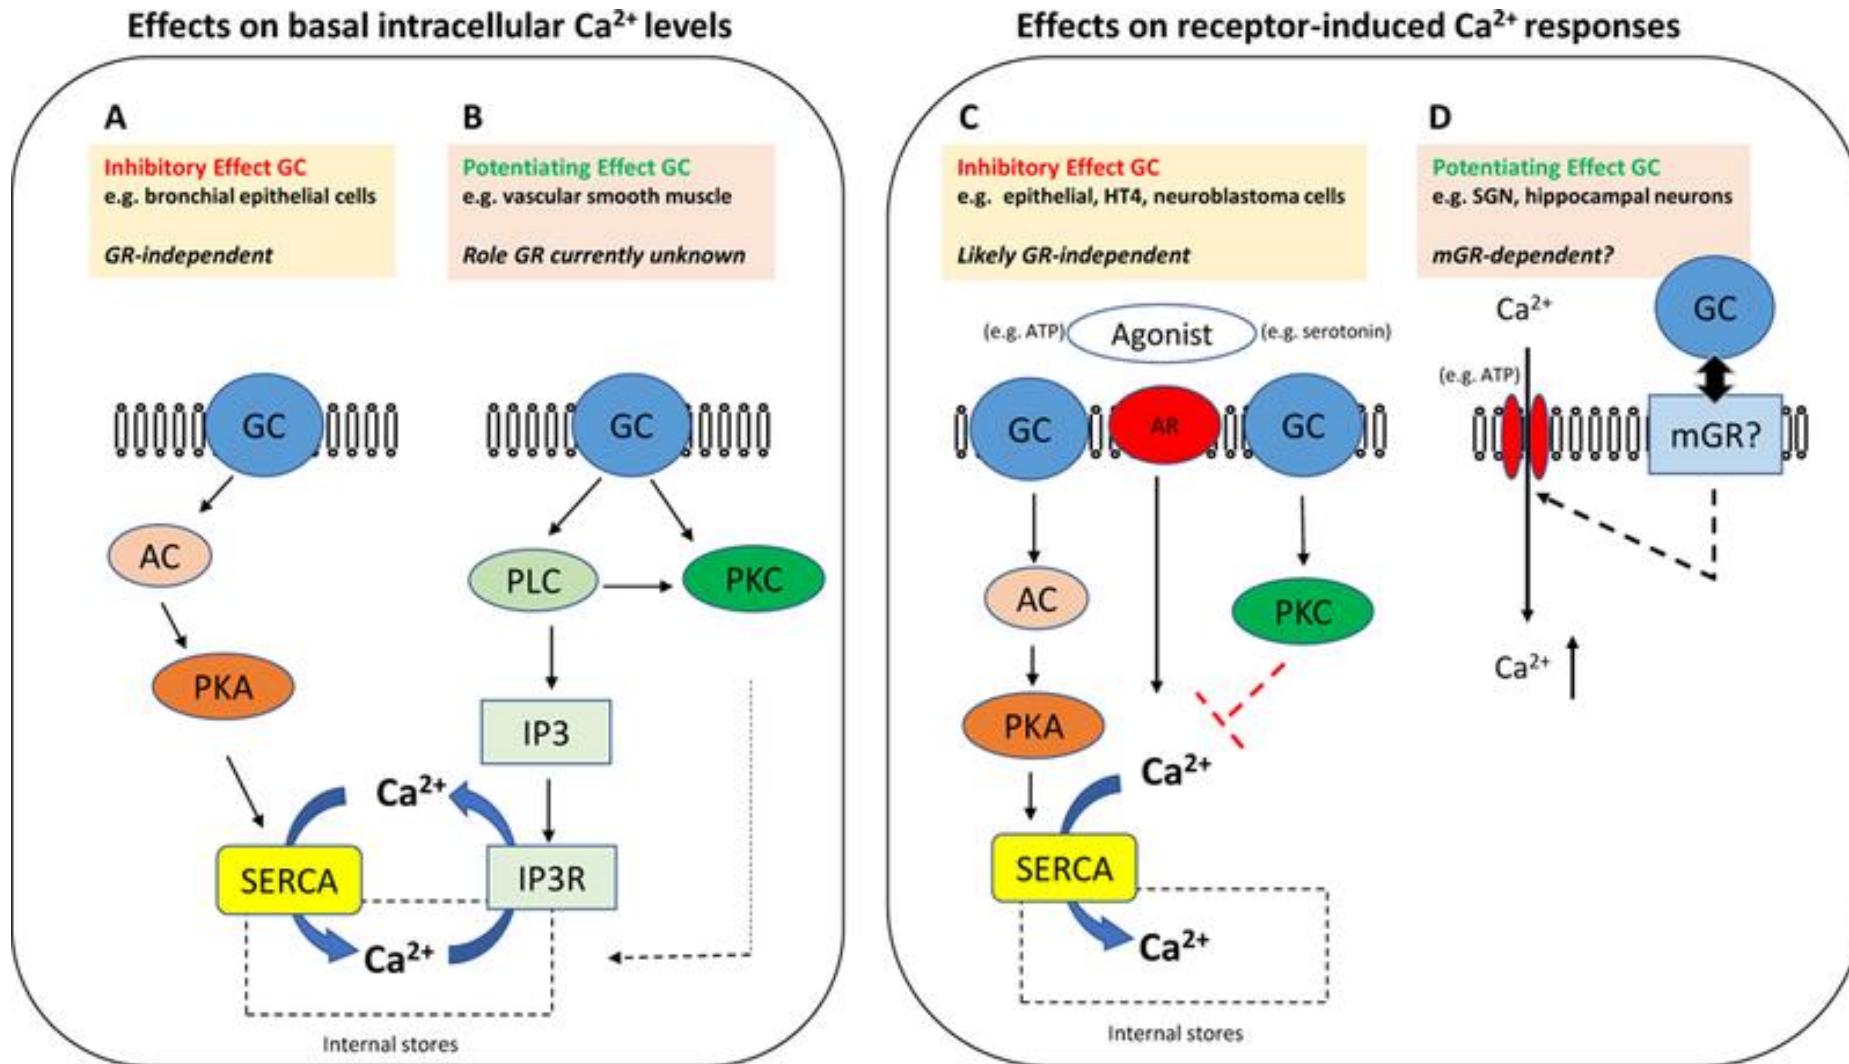 Effects on basal intracellular Ca²⁺ levels
A
Inhibitory Effect GC
e.g. bronchial epithelial cells
GR-independent
B
Potentiating Effect GC
e.g. vascular smooth muscle
Role GR currently unknown
GC
AC
PKA
GC
PLC
PKC
IP3
Ca²⁺
SERCA
IP3R
Ca²⁺
Internal stores
Effects on receptor-induced Ca²⁺ responses
C
Inhibitory Effect GC
e.g. epithelial, HT4, neuroblastoma cells
Likely GR-independent
D
Potentiating Effect GC
e.g. SGN, hippocampal neurons
mGR-dependent?
(e.g. ATP)
Agonist
(e.g. serotonin)
GC
AR
GC
AC
PKC
PKA
Ca²⁺
SERCA
Ca²⁺
Internal stores
Ca²⁺
GC
(e.g. ATP)
mGR?
Ca²⁺